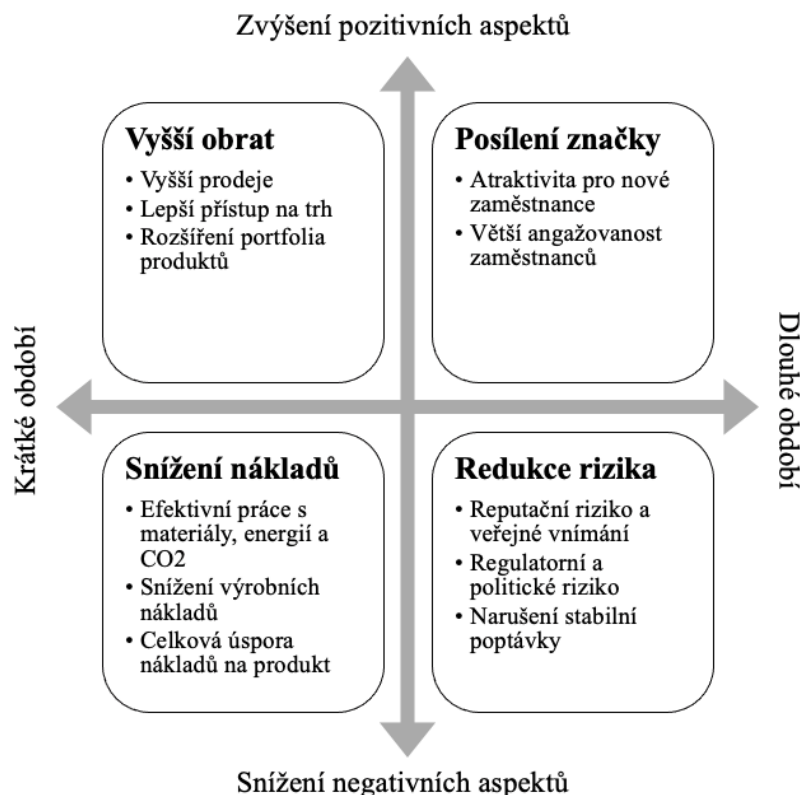 Zvýšení pozitivních aspektů
Vyšší obrat
• Vyšší prodeje
• Lepší přístup na trh
• Rozšíření portfolia
produktů
Posílení značky
• Atraktivita pro nové
zaměstnance
• Větší angažovanost
zaměstnanců
Krátké období
Dlouhé období
Snížení nákladů
• Efektivní práce s
materiály, energií a
CO2
• Snížení výrobních
nákladů
• Celková úspora
nákladů na produkt
Redukce rizika
• Reputační riziko a
veřejné vnímání
• Regulatorní a
politické riziko
• Narušení stabilní
poptávky
Snížení negativních aspektů